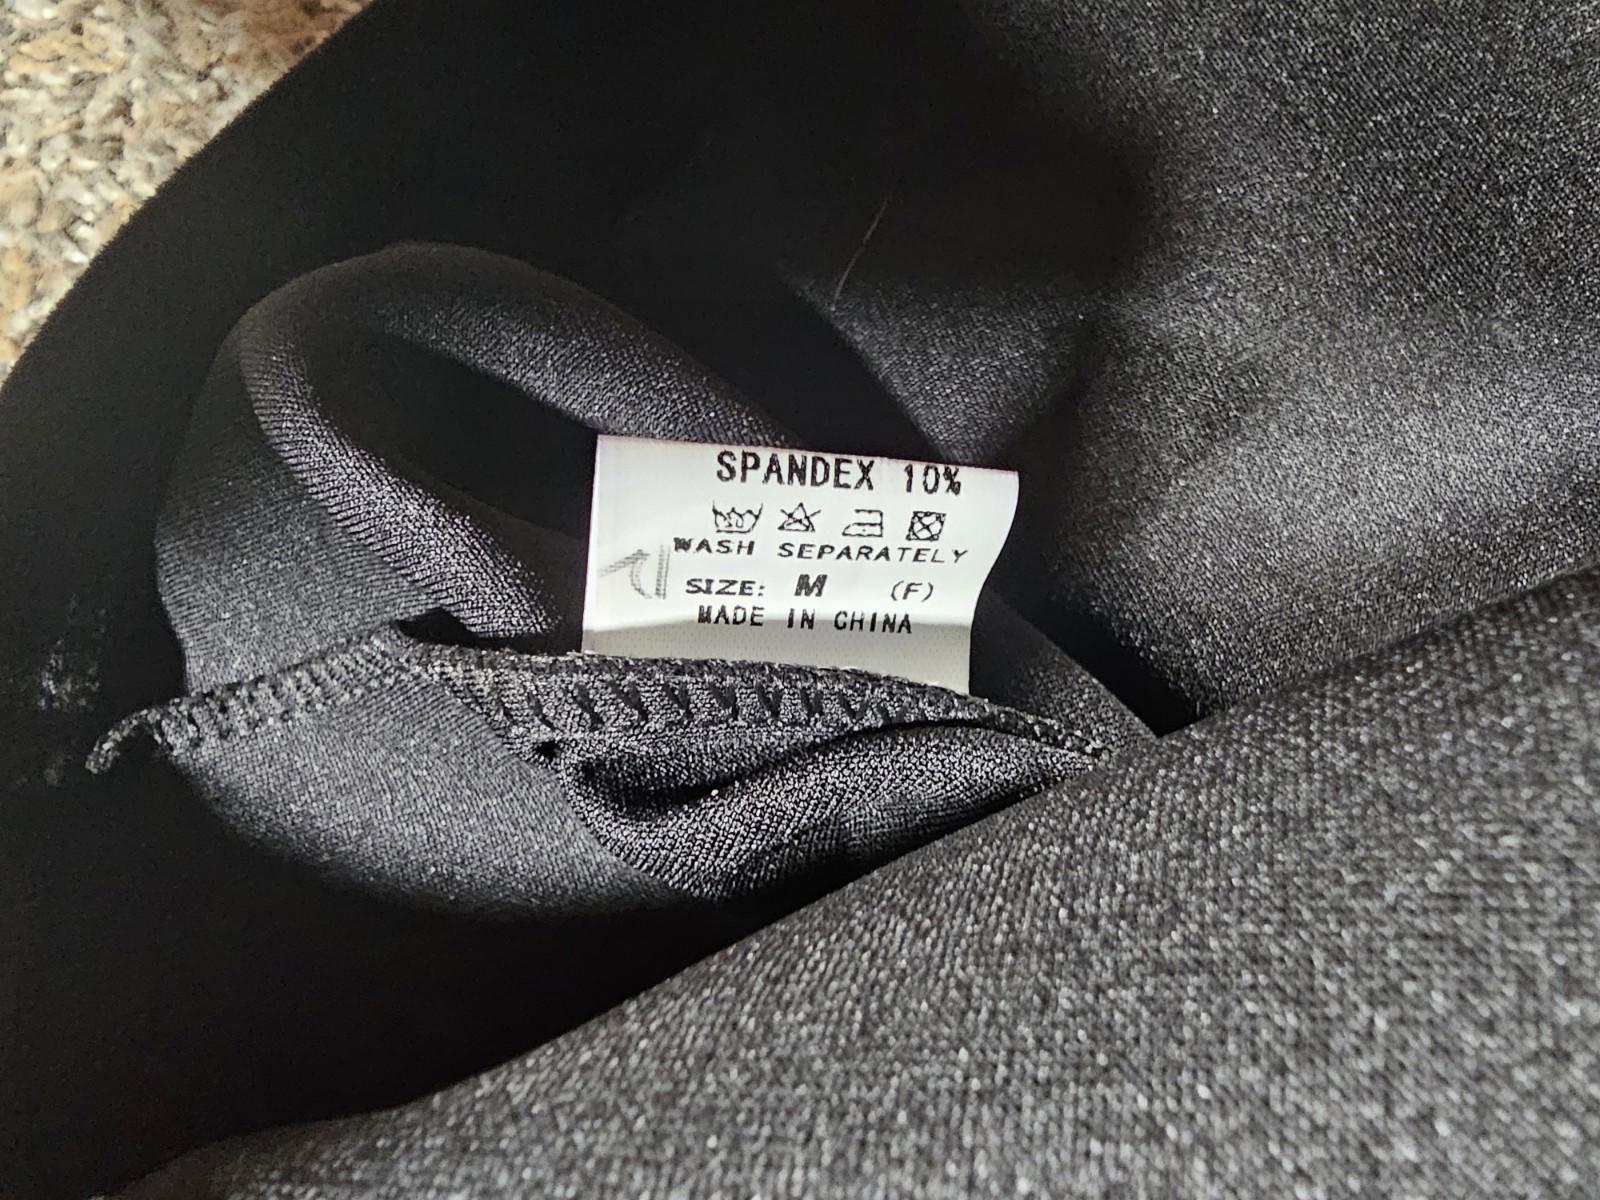 SPANDEX 10%
WASH SEPARATELY
SIZE: M (F)
MADE IN CHINA